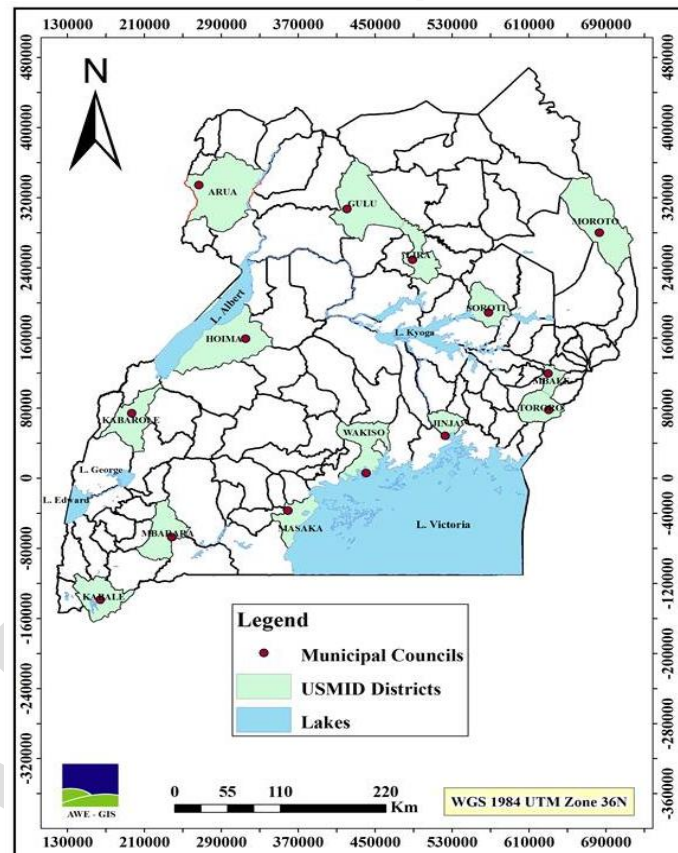 130000 210000 290000 370000 450000 530000 610000 690000
480000
400000
320000
240000
160000
80000
0
-80000
-160000
-240000
-320000
480000
400000
320000
240000
160000
80000
0
-40000
-120000
-200000
-280000
-360000
N
ARUA
GULU
MOROTO
L. Albert
SOROTI
L. Kyoga
HOIMA
TORORO
KABAROLE
JINJA
WAKISO
L. George
L. Edward
L. Victoria
MASAKA
KABALE
Legend
Municipal Councils
USMID Districts
Lakes
AWE - GIS
0 55 110 220
Km
WGS 1984 UTM Zone 36N
130000 210000 290000 370000 450000 530000 610000 690000